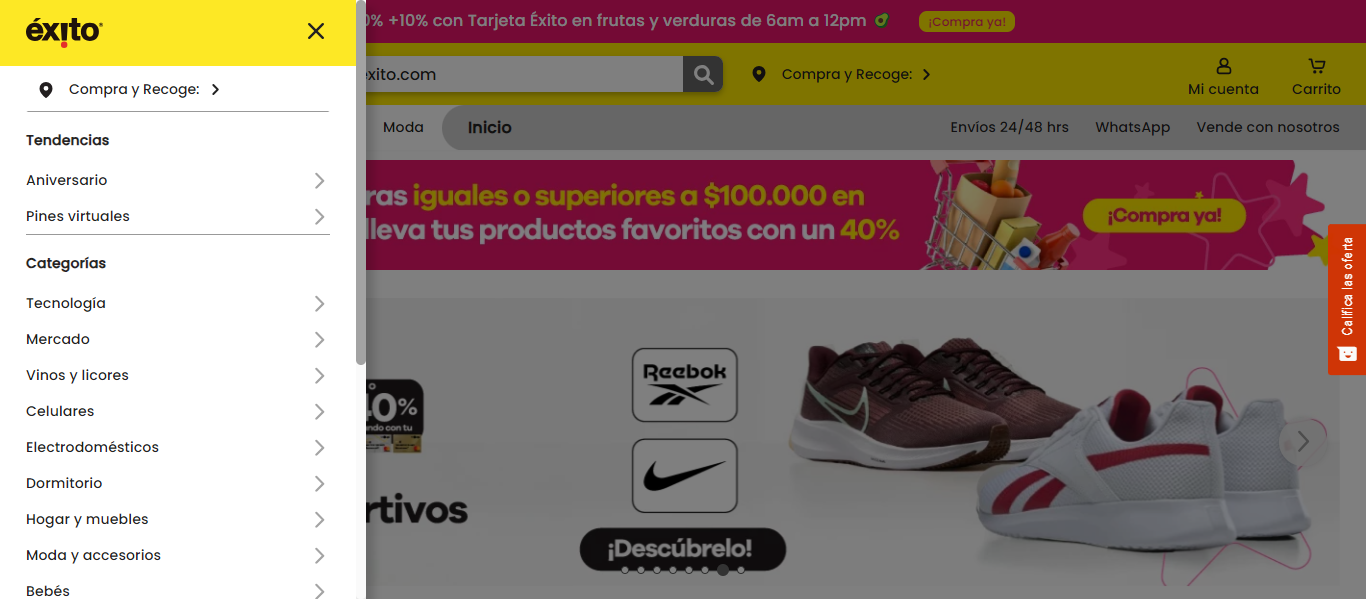 éxito
Compra y Recoge:
Tendencias
Aniversario
Pines virtuales
Categorías
Tecnología
Mercado
Vinos y licores
Celulares
Electrodomésticos
Dormitorio
Hogar y muebles
Moda y accesorios
Bebés
0% +10% con Tarjeta Éxito en frutas y verduras de 6am a 12pm
¡Compra ya!
exito.com
Compra y Recoge:
Mi cuenta
Carrito
Moda
Inicio
Envíos 24/48 hrs
WhatsApp
Vende con nosotros
ras iguales o superiores a $100.000 en
lleva tus productos favoritos con un 40%
¡Compra ya!
Califica las oferta
40%
ndo con tu
rtivos
Reebok
¡Descúbrelo!